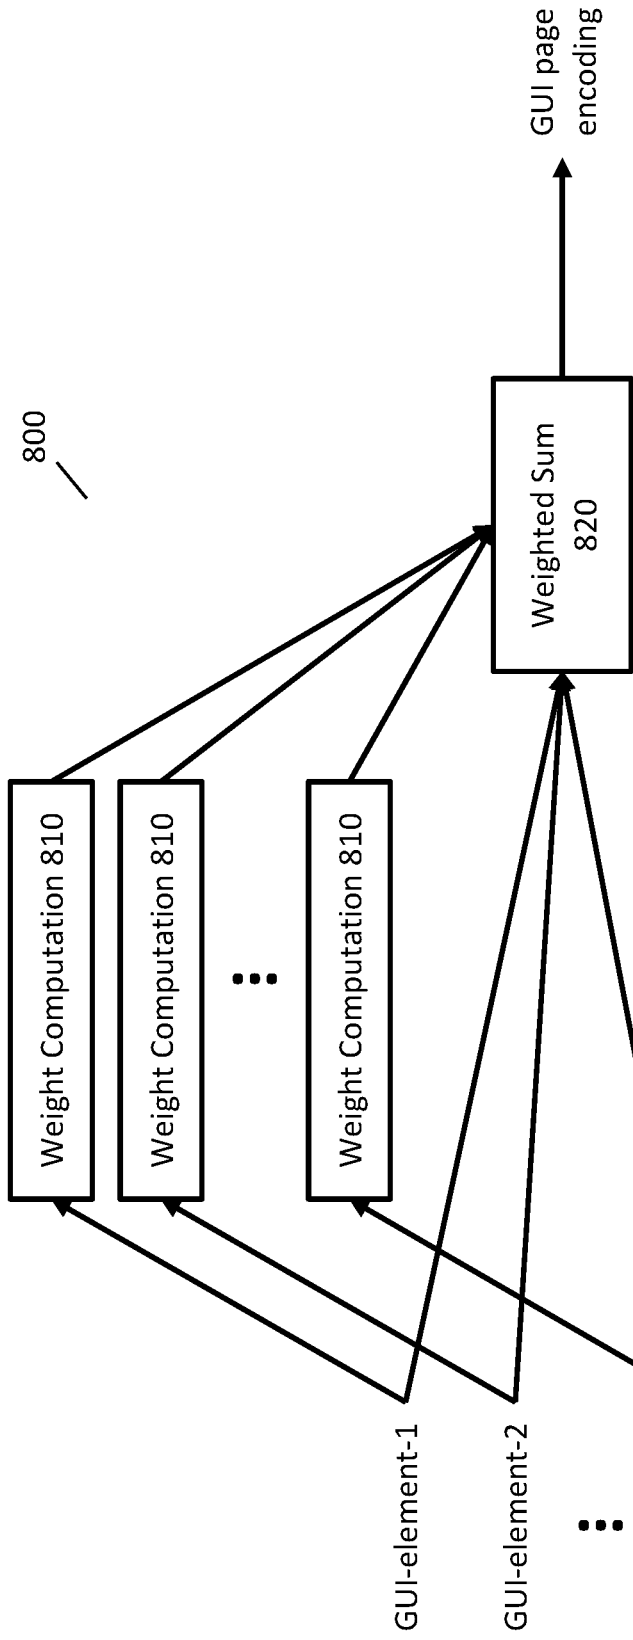 800
Weight Computation 810
Weight Computation 810
...
Weight Computation 810
GUI-element-1
GUI-element-2
...
Weighted Sum
820
GUI page
encoding